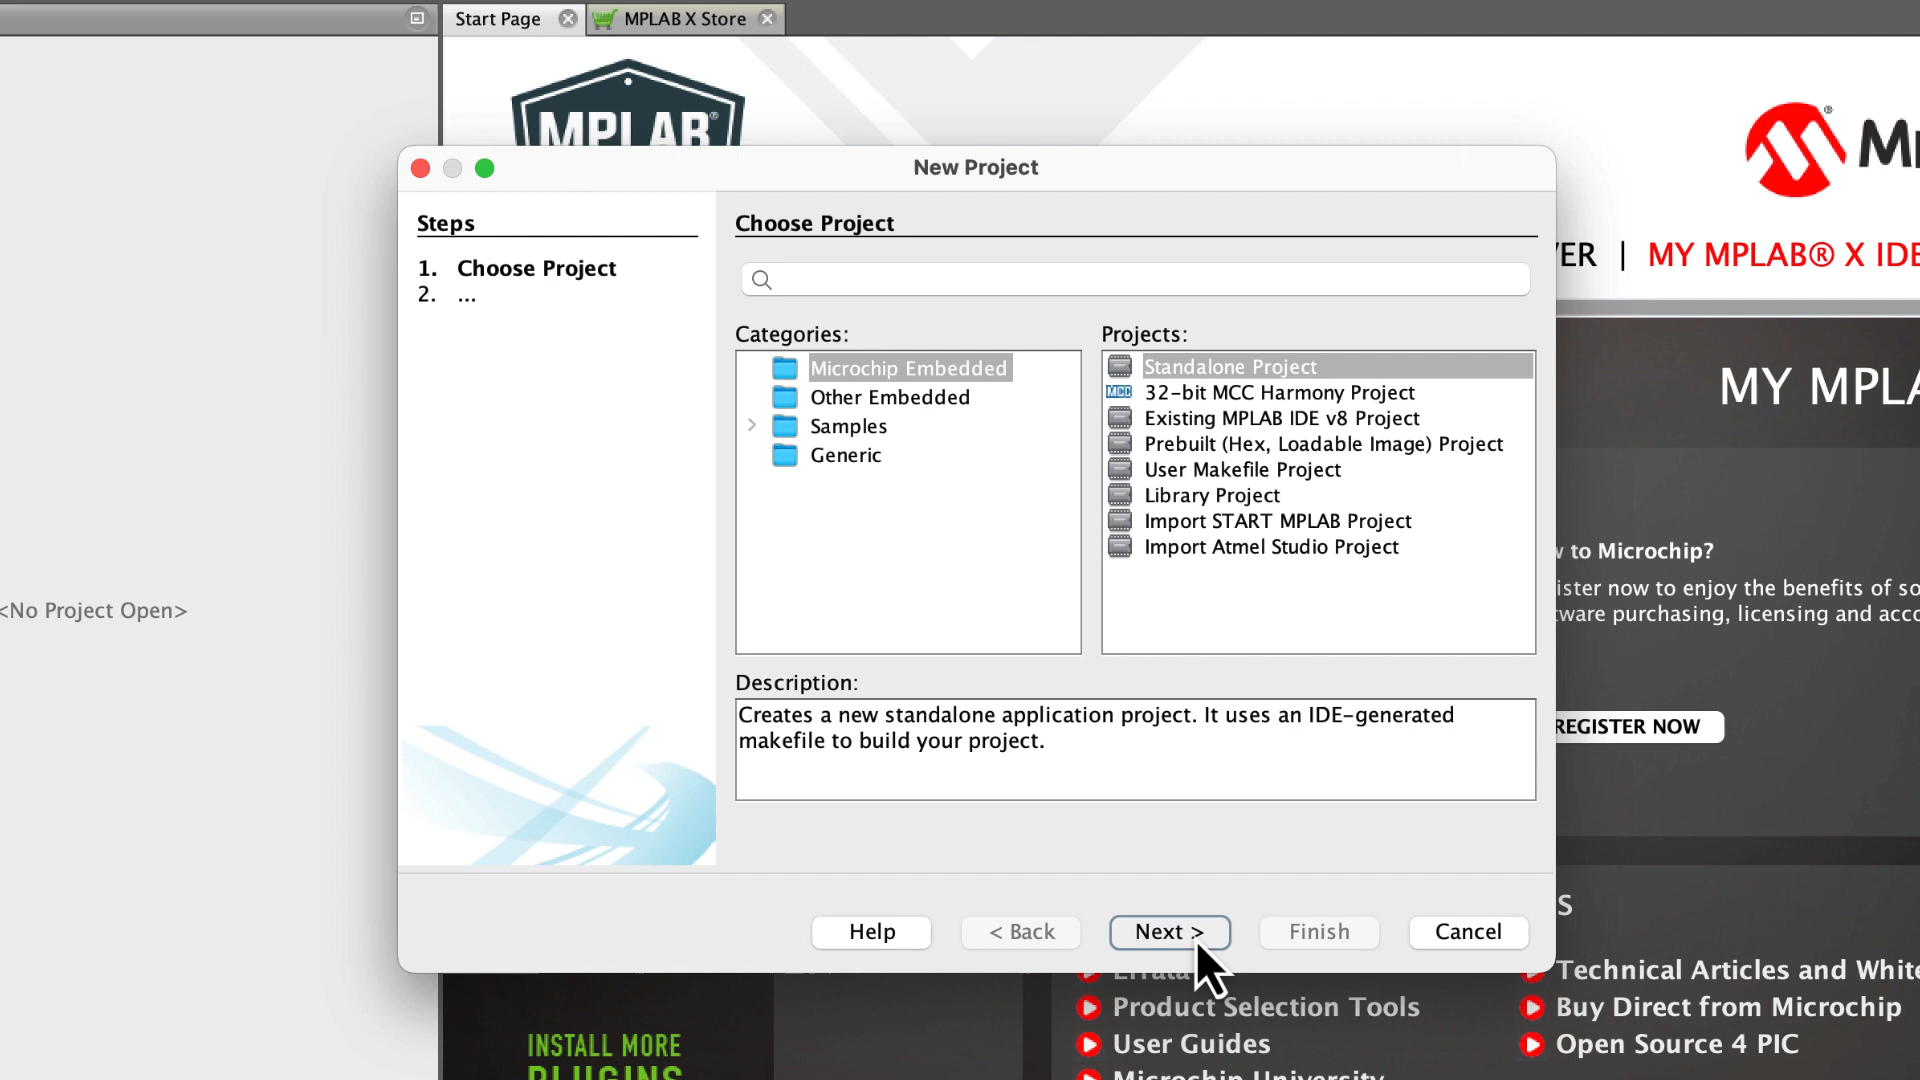 Start Page
MPLAB X Store
MPLAB®
New Project
Steps
Choose Project
1. Choose Project
2. ...
Categories:
Projects:
Microchip Embedded
Other Embedded
Samples
Generic
Standalone Project
MCC 32-bit MCC Harmony Project
Existing MPLAB IDE v8 Project
Prebuilt (Hex, Loadable Image) Project
User Makefile Project
Library Project
Import START MPLAB Project
Import Atmel Studio Project
Description:
Creates a new standalone application project. It uses an IDE-generated
makefile to build your project.
Help
< Back
Next >
Finish
Cancel
<No Project Open>
ER | MY MPLAB® X IDE
MY MPLA
to Microchip?
ister now to enjoy the benefits of so
tware purchasing, licensing and acco
REGISTER NOW
S
Errata
Product Selection Tools
User Guides
Microchip University
Technical Articles and White
Buy Direct from Microchip
Open Source 4 PIC
INSTALL MORE
PLUGINS